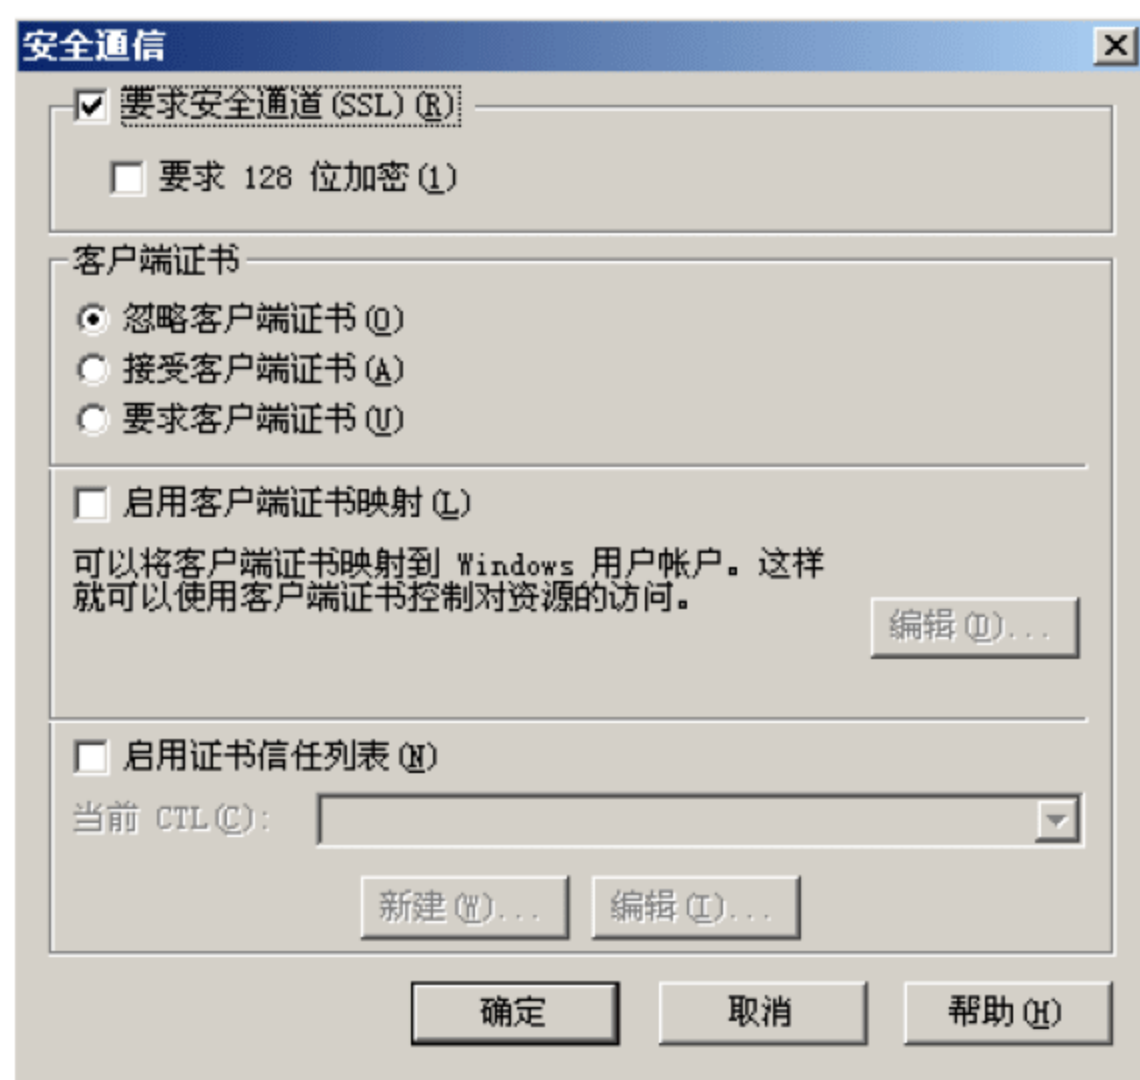 安全通信
要求安全通道(SSL)(R)
要求 128 位加密(1)
客户端证书
忽略客户端证书(O)
接受客户端证书(A)
要求客户端证书(U)
启用客户端证书映射(L)
可以将客户端证书映射到 Windows 用户帐户。这样
就可以使用客户端证书控制对资源的访问。
编辑(D)...
启用证书信任列表(N)
当前 CTL(C):
新建(W)... 编辑(I)...
确定 取消 帮助(H)